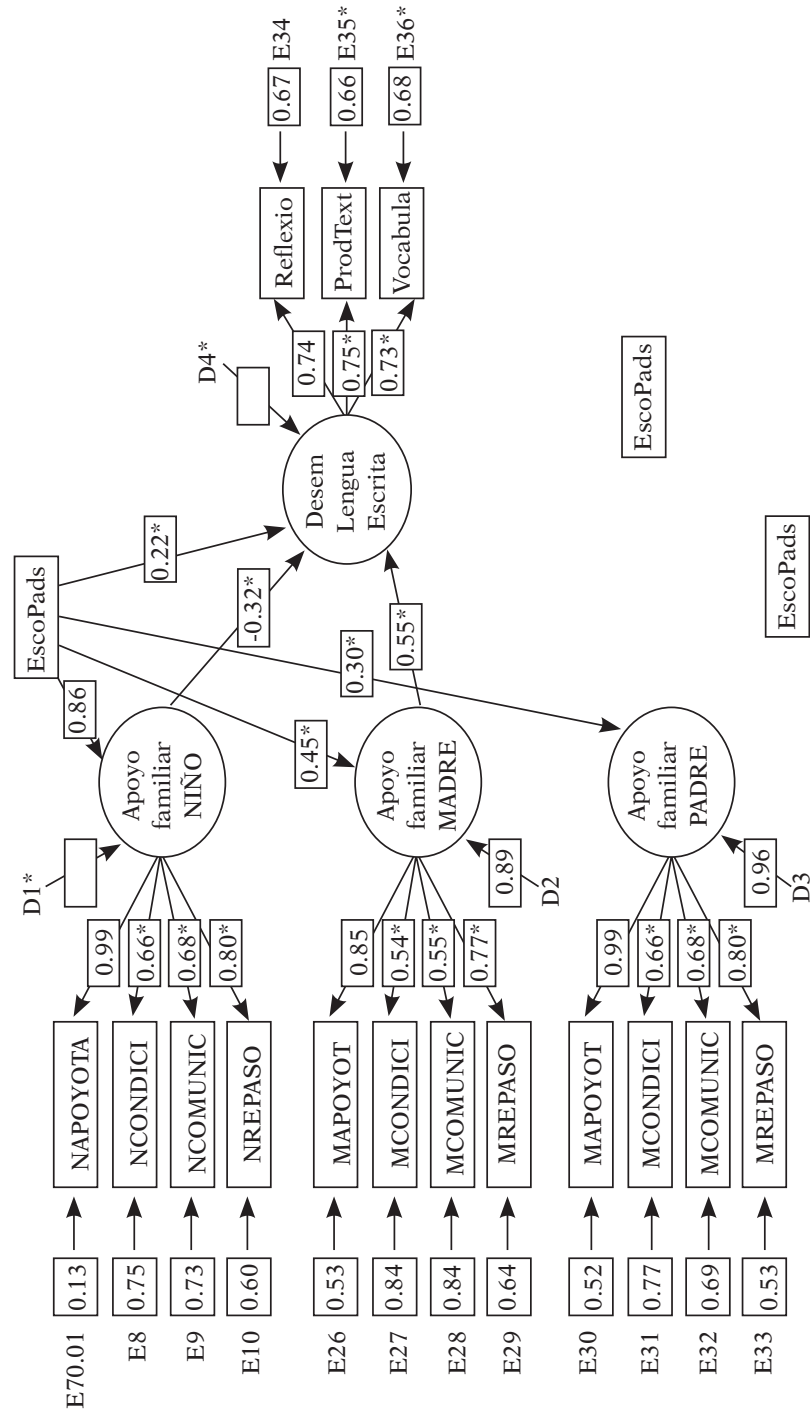 E70.01
0.13
NAPOYOTA
0.99
E8
0.75
NCONDICI
0.66*
E9
0.73
NCOMUNIC
0.68*
E10
0.60
NREPASO
0.80*
D1*
Apoyo
familiar
NIÑO
0.86
EscoPads
0.22*
-0.32*
0.45*
0.30*
0.55*
E26
0.53
MAPOYOT
0.85
E27
0.84
MCONDICI
0.54*
E28
0.84
MCOMUNIC
0.55*
E29
0.64
MREPASO
0.77*
Apoyo
familiar
MADRE
0.89
D2
E30
0.52
MAPOYOT
0.99
E31
0.77
MCONDICI
0.66*
E32
0.69
MCOMUNIC
0.68*
E33
0.53
MREPASO
0.80*
Apoyo
familiar
PADRE
0.96
D3
D4*
Desem
Lengua
Escrita
0.74
Reflexio
0.67
E34
0.75*
ProdText
0.66
E35*
0.73*
Vocabula
0.68
E36*
EscoPads
EscoPads